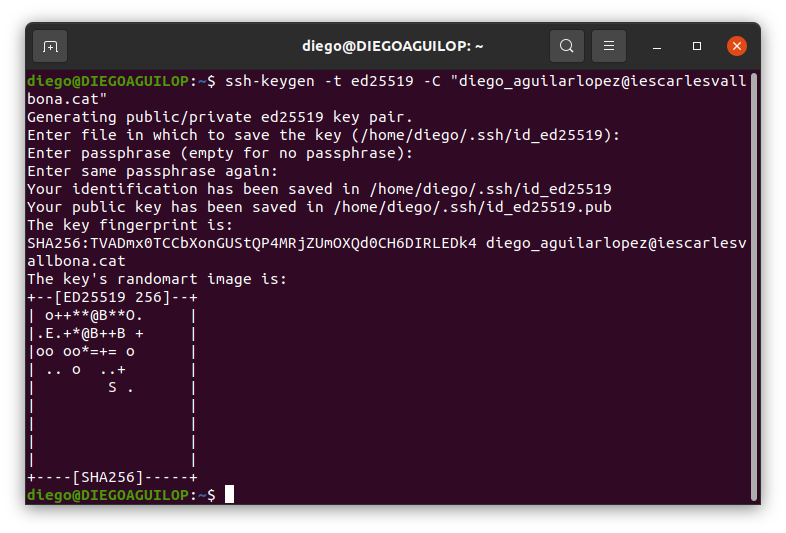 diego@DIEGOAGUILOP: ~
diego@DIEGOAGUILOP:~$ ssh-keygen -t ed25519 -C "diego_aguilarlopez@iescarlesvall
bona.cat"
Generating public/private ed25519 key pair.
Enter file in which to save the key (/home/diego/.ssh/id_ed25519):
Enter passphrase (empty for no passphrase):
Enter same passphrase again:
Your identification has been saved in /home/diego/.ssh/id_ed25519
Your public key has been saved in /home/diego/.ssh/id_ed25519.pub
The key fingerprint is:
SHA256:TVADmx0TCCbXonGUStQP4MRjZUmOXQd0CH6DIRLEDk4 diego_aguilarlopez@iescarlesv
allbona.cat
The key's randomart image is:
+--[ED25519 256]--+
| o++**@B**O.     |
|.E.+*@B++B +     |
|oo oo*=+= o      |
| .. o  ..+       |
|        S .      |
|                 |
|                 |
|                 |
|                 |
+----[SHA256]-----+
diego@DIEGOAGUILOP:~$